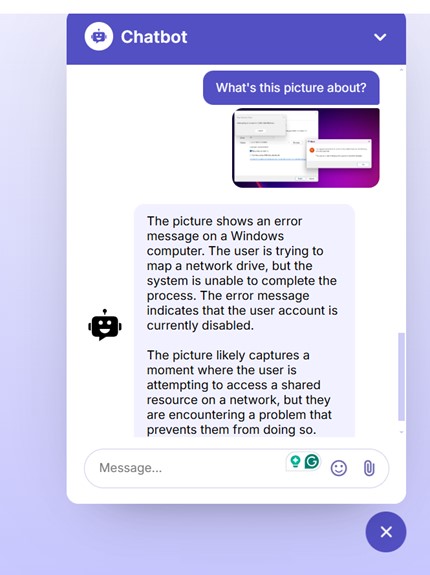 Chatbot
What's this picture about?
The picture shows an error
message on a Windows
computer. The user is trying to
map a network drive, but the
system is unable to complete the
process. The error message
indicates that the user account is
currently disabled.
The picture likely captures a
moment where the user is
attempting to access a shared
resource on a network, but they
are encountering a problem that
prevents them from doing so.
Message...